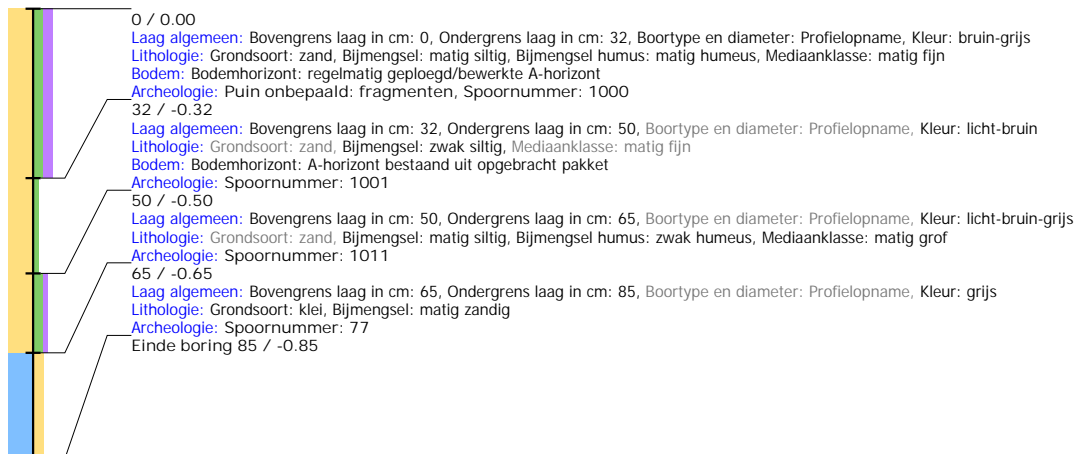 0 / 0.00
Laag algemeen: Bovengrens laag in cm: 0, Ondergrens laag in cm: 32, Boortype en diameter: Profielopname, Kleur: bruin-grijs
Lithologie: Grondsoort: zand, Bijmengsel: matig siltig, Bijmengsel humus: matig humeus, Mediaanklasse: matig fijn
Bodem: Bodemhorizont: regelmatig geploegd/bewerkte A-horizont
Archeologie: Puin onbepaald: fragmenten, Spoornummer: 1000
32 / -0.32
Laag algemeen: Bovengrens laag in cm: 32, Ondergrens laag in cm: 50, Boortype en diameter: Profielopname, Kleur: licht-bruin
Lithologie: Grondsoort: zand, Bijmengsel: zwak siltig, Mediaanklasse: matig fijn
Bodem: Bodemhorizont: A-horizont bestaand uit opgebracht pakket
Archeologie: Spoornummer: 1001
50 / -0.50
Laag algemeen: Bovengrens laag in cm: 50, Ondergrens laag in cm: 65, Boortype en diameter: Profielopname, Kleur: licht-bruin-grijs
Lithologie: Grondsoort: zand, Bijmengsel: matig siltig, Bijmengsel humus: zwak humeus, Mediaanklasse: matig grof
Archeologie: Spoornummer: 1011
65 / -0.65
Laag algemeen: Bovengrens laag in cm: 65, Ondergrens laag in cm: 85, Boortype en diameter: Profielopname, Kleur: grijs
Lithologie: Grondsoort: klei, Bijmengsel: matig zandig
Archeologie: Spoornummer: 77
Einde boring 85 / -0.85